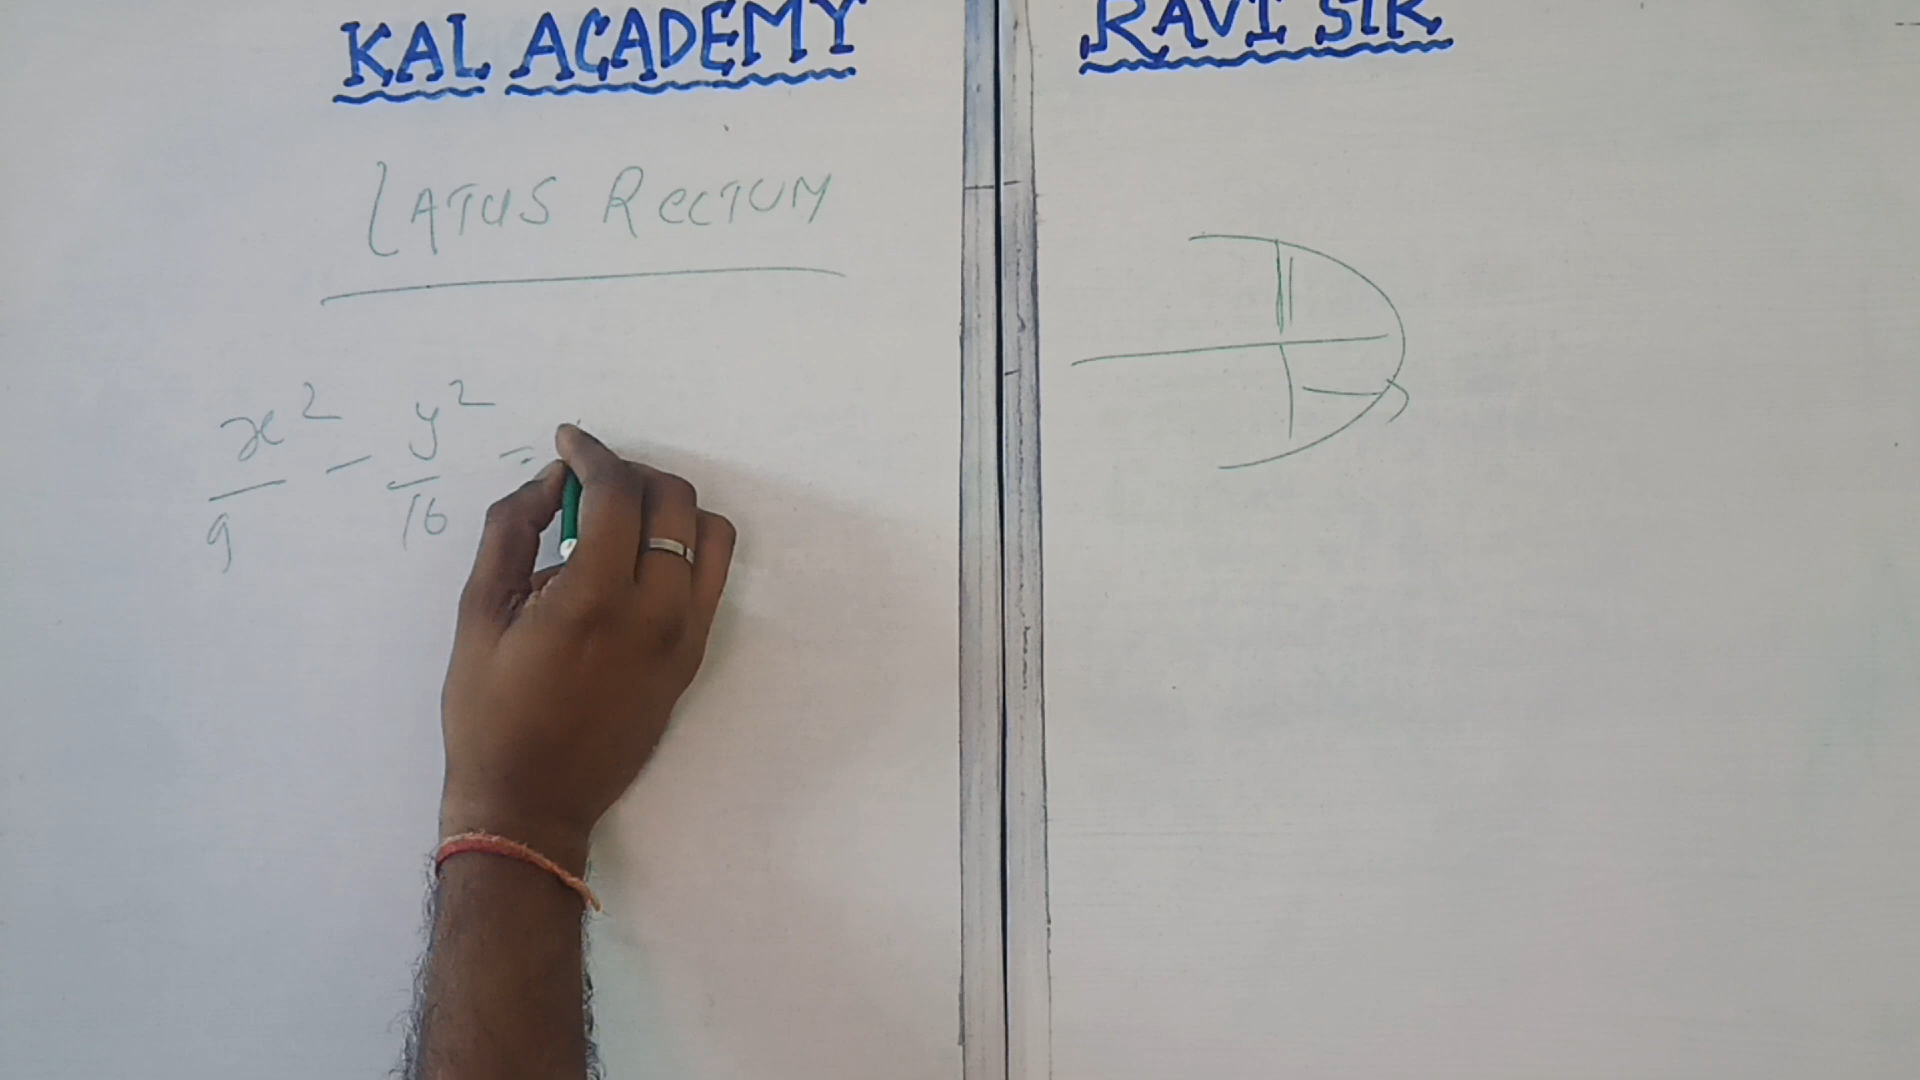 KAL ACADEMY
RAVI SIR
LATUS RECTUM
x² - y² =
9 16